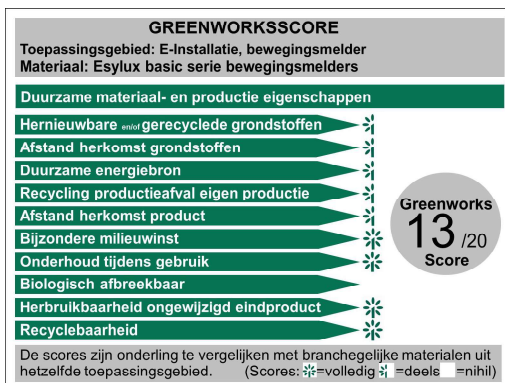 GREENWORKSSCORE
Toepassingsgebied: E-Installatie, bewegingsmelder
Materiaal: Esylux basic serie bewegingsmelders
Duurzame materiaal- en productie eigenschappen
Hernieuwbare en/of gerecyclede grondstoffen
Afstand herkomst grondstoffen
Duurzame energiebron
Recycling productieafval eigen productie
Afstand herkomst product
Bijzondere milieuwinst
Onderhoud tijdens gebruik
Biologisch afbreekbaar
Herbruikbaarheid ongewijzigd eindproduct
Recyclebaarheid
Greenworks
13 /20
Score
De scores zijn onderling te vergelijken met branchegelijke materialen uit
hetzelfde toepassingsgebied. (Scores: =volledig =deels =nihil)